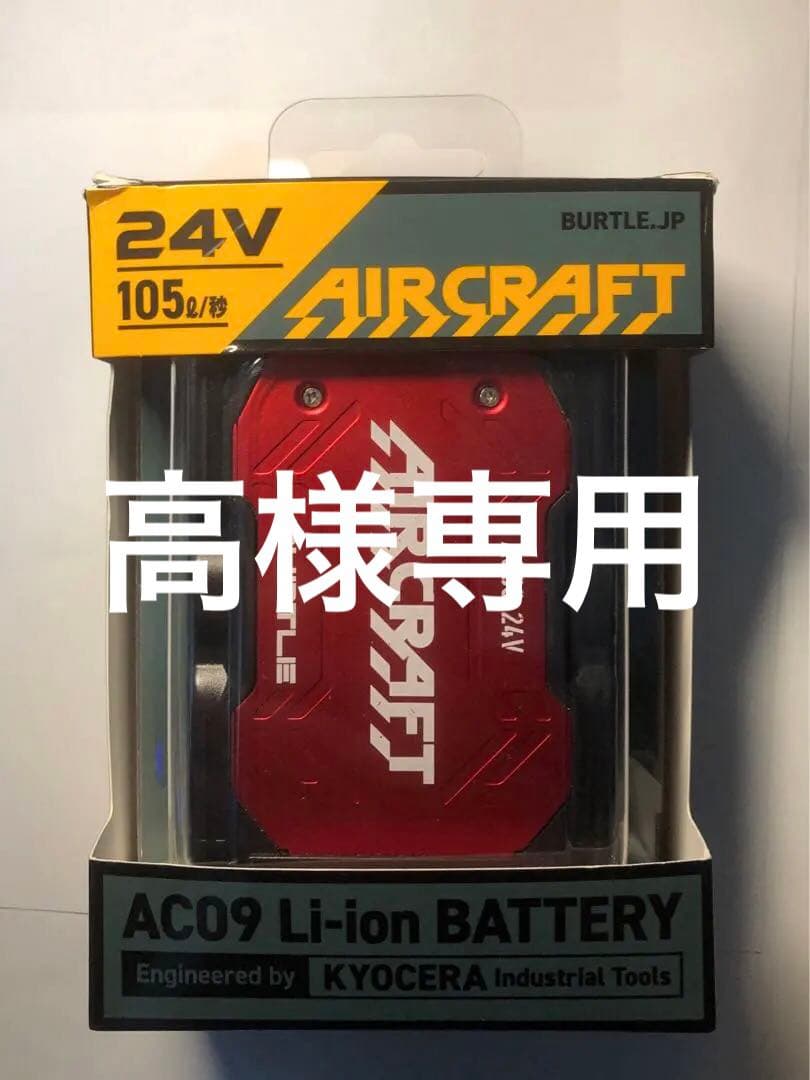 24V
105ℓ/秒
BURTLE.JP
AIRCRAFT
AIRCRAFT
24V
高様専用
AC09 Li-ion BATTERY
Engineered by KYOCERA Industrial Tools